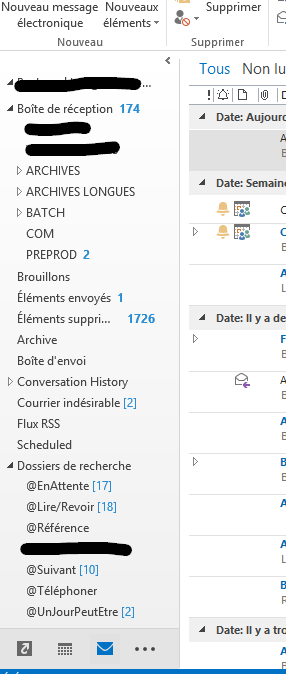 Nouveau message
électronique
Nouveaux
éléments
Supprimer
Nouveau
Supprimer
Tous Non lu
Boîte de réception 174
Date: Aujourd
Date: Semaine
ARCHIVES
ARCHIVES LONGUES
BATCH
COM
PREPROD 2
Brouillons
Éléments envoyés 1
Éléments suppri... 1726
Date: Il y a de
Archive
Boîte d'envoi
Conversation History
Courrier indésirable [2]
Flux RSS
Scheduled
Dossiers de recherche
@EnAttente [17]
@Lire/Revoir [18]
@Référence
@Suivant [10]
@Téléphoner
@UnJourPeutEtre [2]
Date: Il y a tro